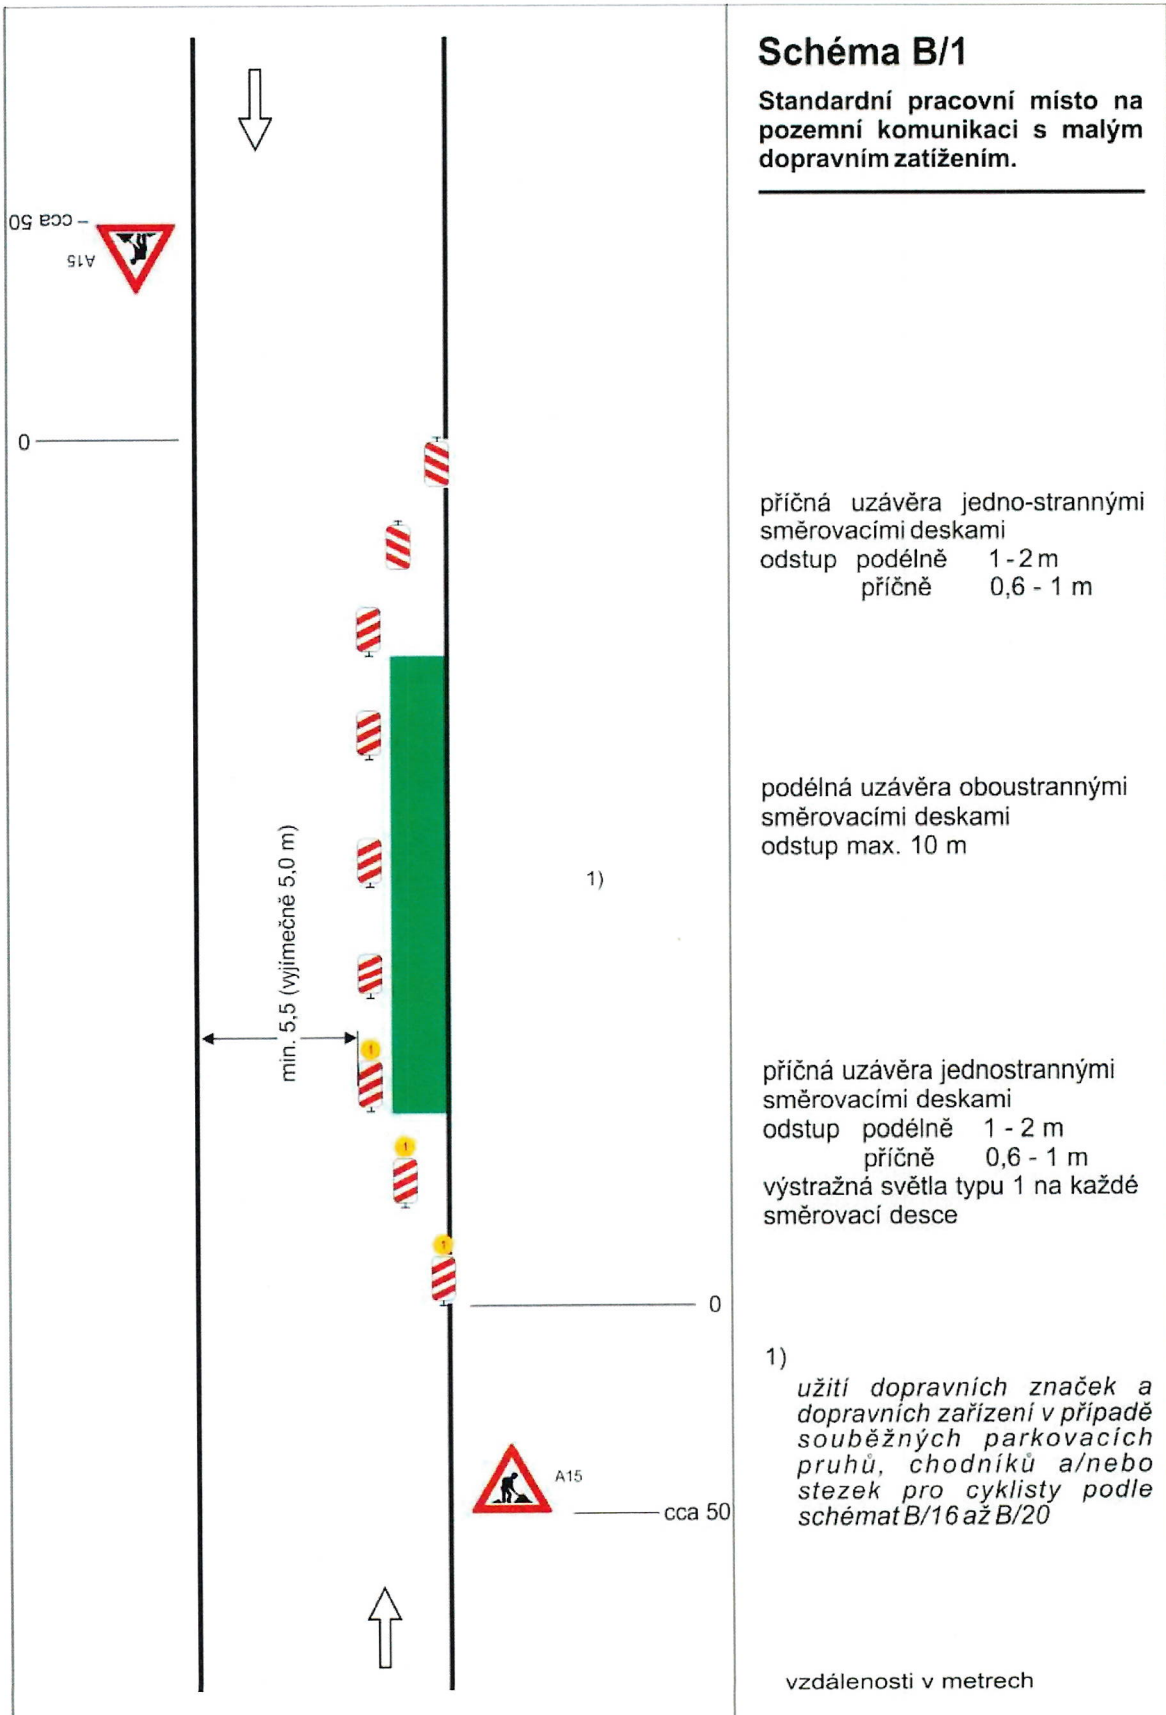 Schéma B/1
Standardní pracovní místo na
pozemní komunikaci s malým
dopravním zatížením.
cca 50
A15
0
příčná uzávěra jedno-strannými
směrovacími deskami
odstup podélně 1 - 2 m
příčně 0,6 - 1 m
podélná uzávěra oboustrannými
směrovacími deskami
odstup max. 10 m
1)
min. 5,5 (vyjímečně 5,0 m)
1
1
1
příčná uzávěra jednostrannými
směrovacími deskami
odstup podélně 1 - 2 m
příčně 0,6 - 1 m
výstražná světla typu 1 na každé
směrovací desce
0
1)
užití dopravních značek a
dopravních zařízení v případě
souběžných parkovacích
pruhů, chodníků a/nebo
stezek pro cyklisty podle
schémat B/16 až B/20
A15
cca 50
vzdálenosti v metrech